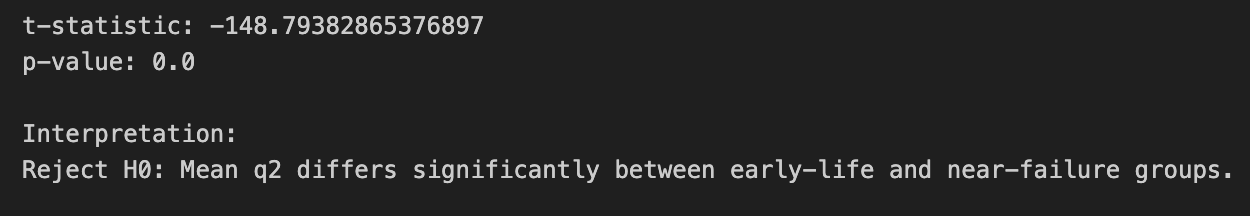 t-statistic: -148.79382865376897
p-value: 0.0
Interpretation:
Reject H0: Mean q2 differs significantly between early-life and near-failure groups.